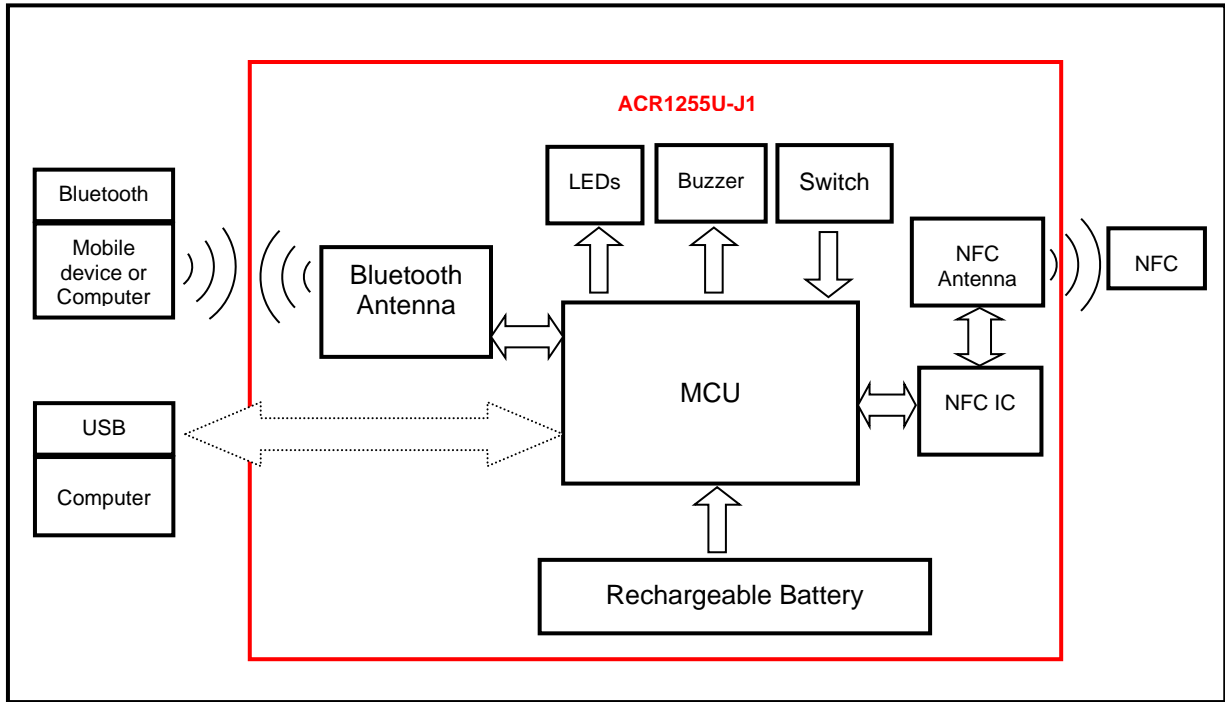 ACR1255U-J1
LEDs
Buzzer
Switch
Bluetooth
Mobile
device or
Computer
Bluetooth
Antenna
NFC
Antenna
NFC
MCU
NFC IC
USB
Computer
Rechargeable Battery